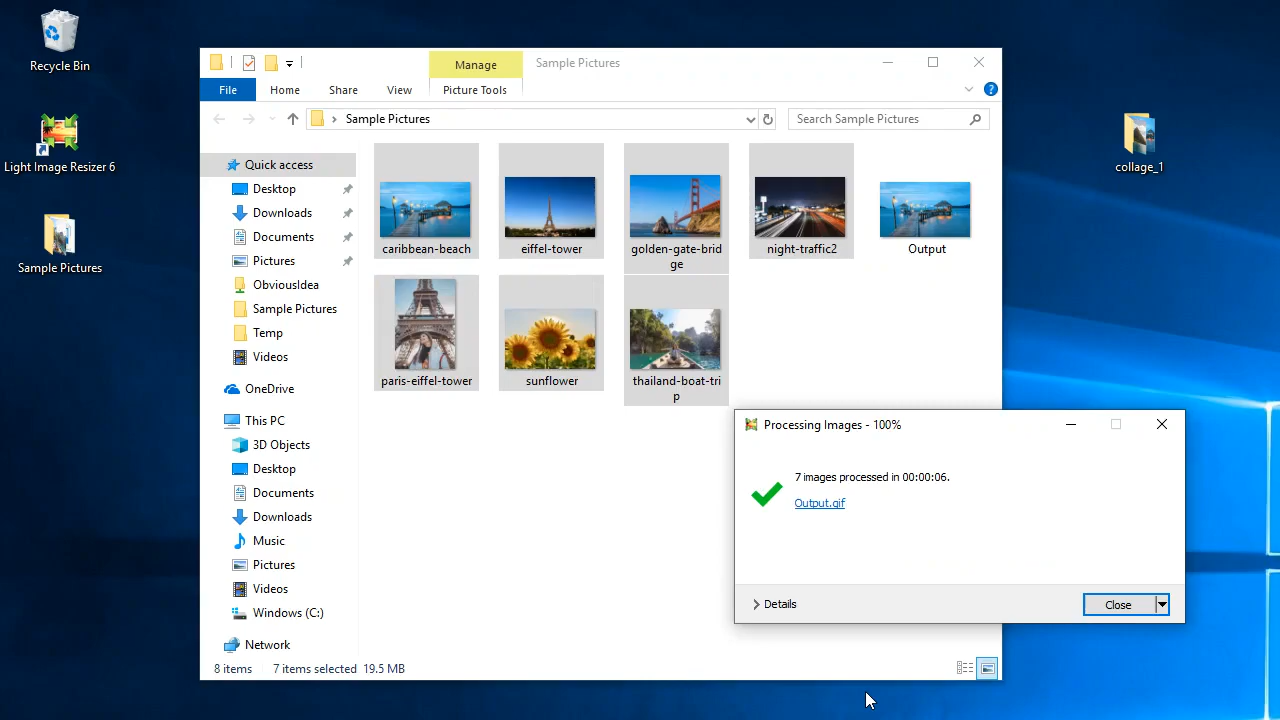 Recycle Bin
Light Image Resizer 6
Sample Pictures
collage_1
Manage
Sample Pictures
File
Home
Share
View
Picture Tools
Sample Pictures
Search Sample Pictures
Quick access
Desktop
Downloads
Documents
Pictures
ObviousIdea
Sample Pictures
Temp
Videos
OneDrive
This PC
3D Objects
Desktop
Documents
Downloads
Music
Pictures
Videos
Windows (C:)
Network
caribbean-beach
eiffel-tower
golden-gate-brid
ge
night-traffic2
Output
paris-eiffel-tower
sunflower
thailand-boat-tri
p
8 items
7 items selected
19.5 MB
Processing Images - 100%
7 images processed in 00:00:06.
Output.gif
Details
Close